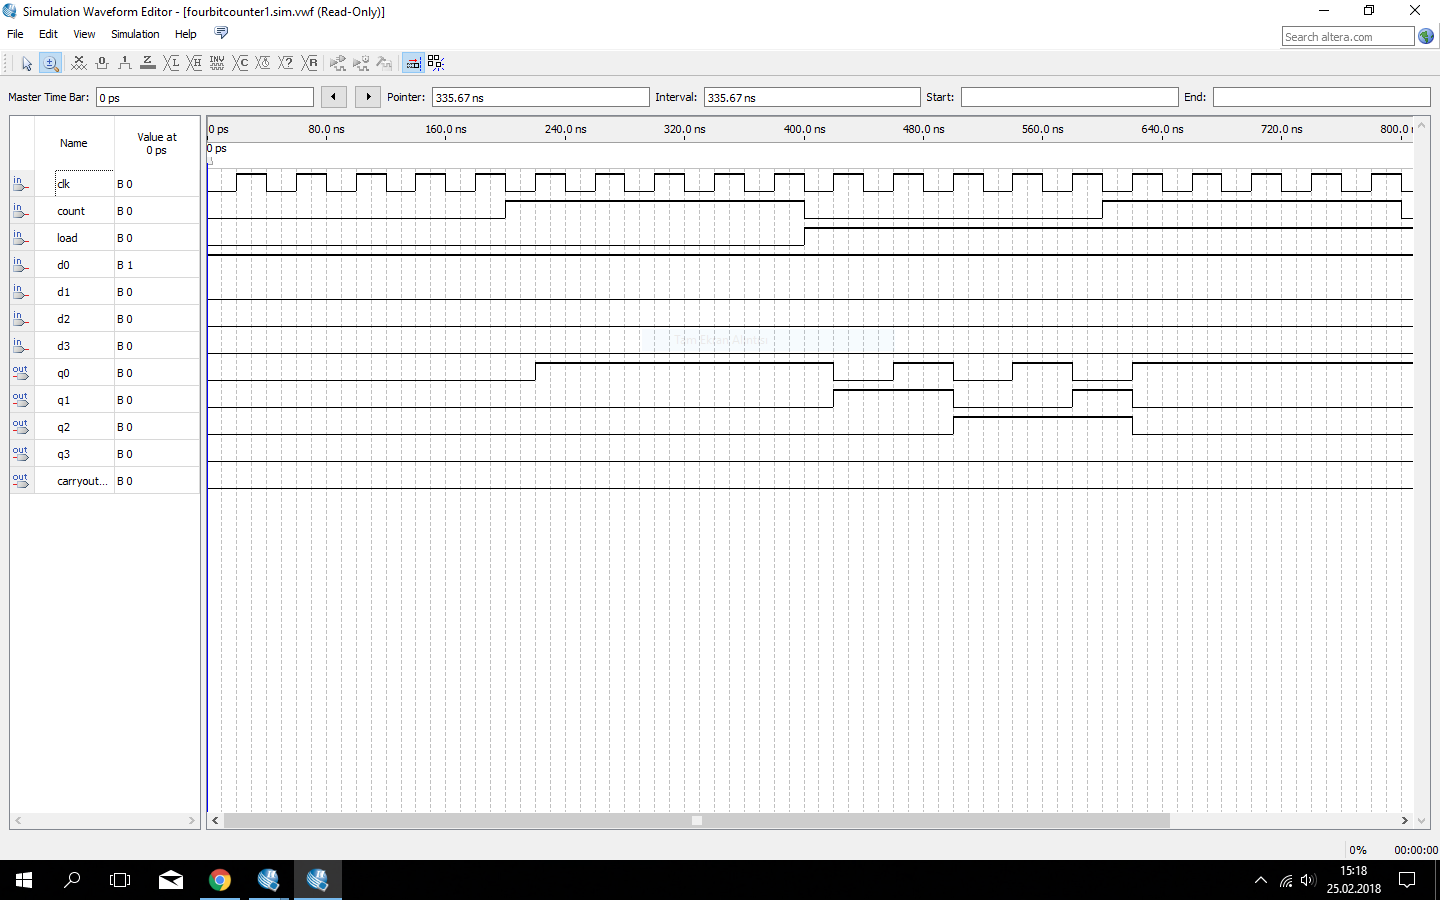 Simulation Waveform Editor - [fourbitcounter1.sim.vwf (Read-Only)]
File Edit View Simulation Help
Search altera.com
Master Time Bar: 0 ps Pointer: 335.67 ns Interval: 335.67 ns Start: End:
Name Value at 0 ps
0 ps 80.0 ns 160.0 ns 240.0 ns 320.0 ns 400.0 ns 480.0 ns 560.0 ns 640.0 ns 720.0 ns 800.0 n
0 ps
in clk B 0
in count B 0
in load B 0
in d0 B 1
in d1 B 0
in d2 B 0
in d3 B 0
Tam Ekran Alıntısı
out q0 B 0
out q1 B 0
out q2 B 0
out q3 B 0
out carryout... B 0
0% 00:00:00
15:18
25.02.2018